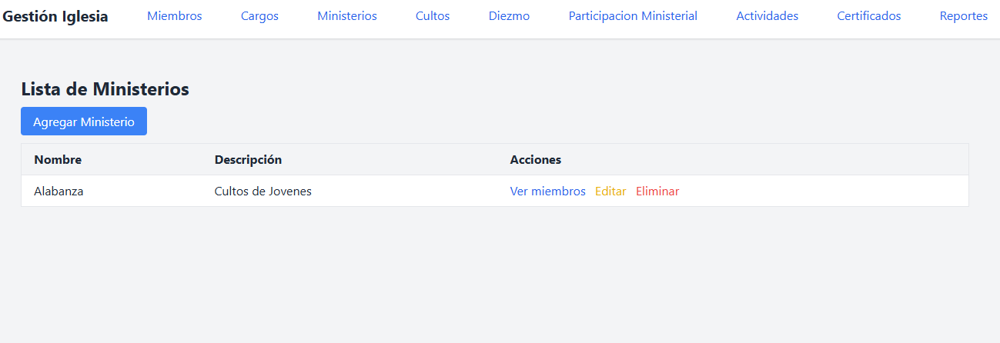 Gestión Iglesia Miembros Cargos Ministerios Cultos Diezmo Participacion Ministerial Actividades Certificados Reportes
Lista de Ministerios
Agregar Ministerio
Nombre Descripción Acciones
Alabanza Cultos de Jovenes Ver miembros Editar Eliminar